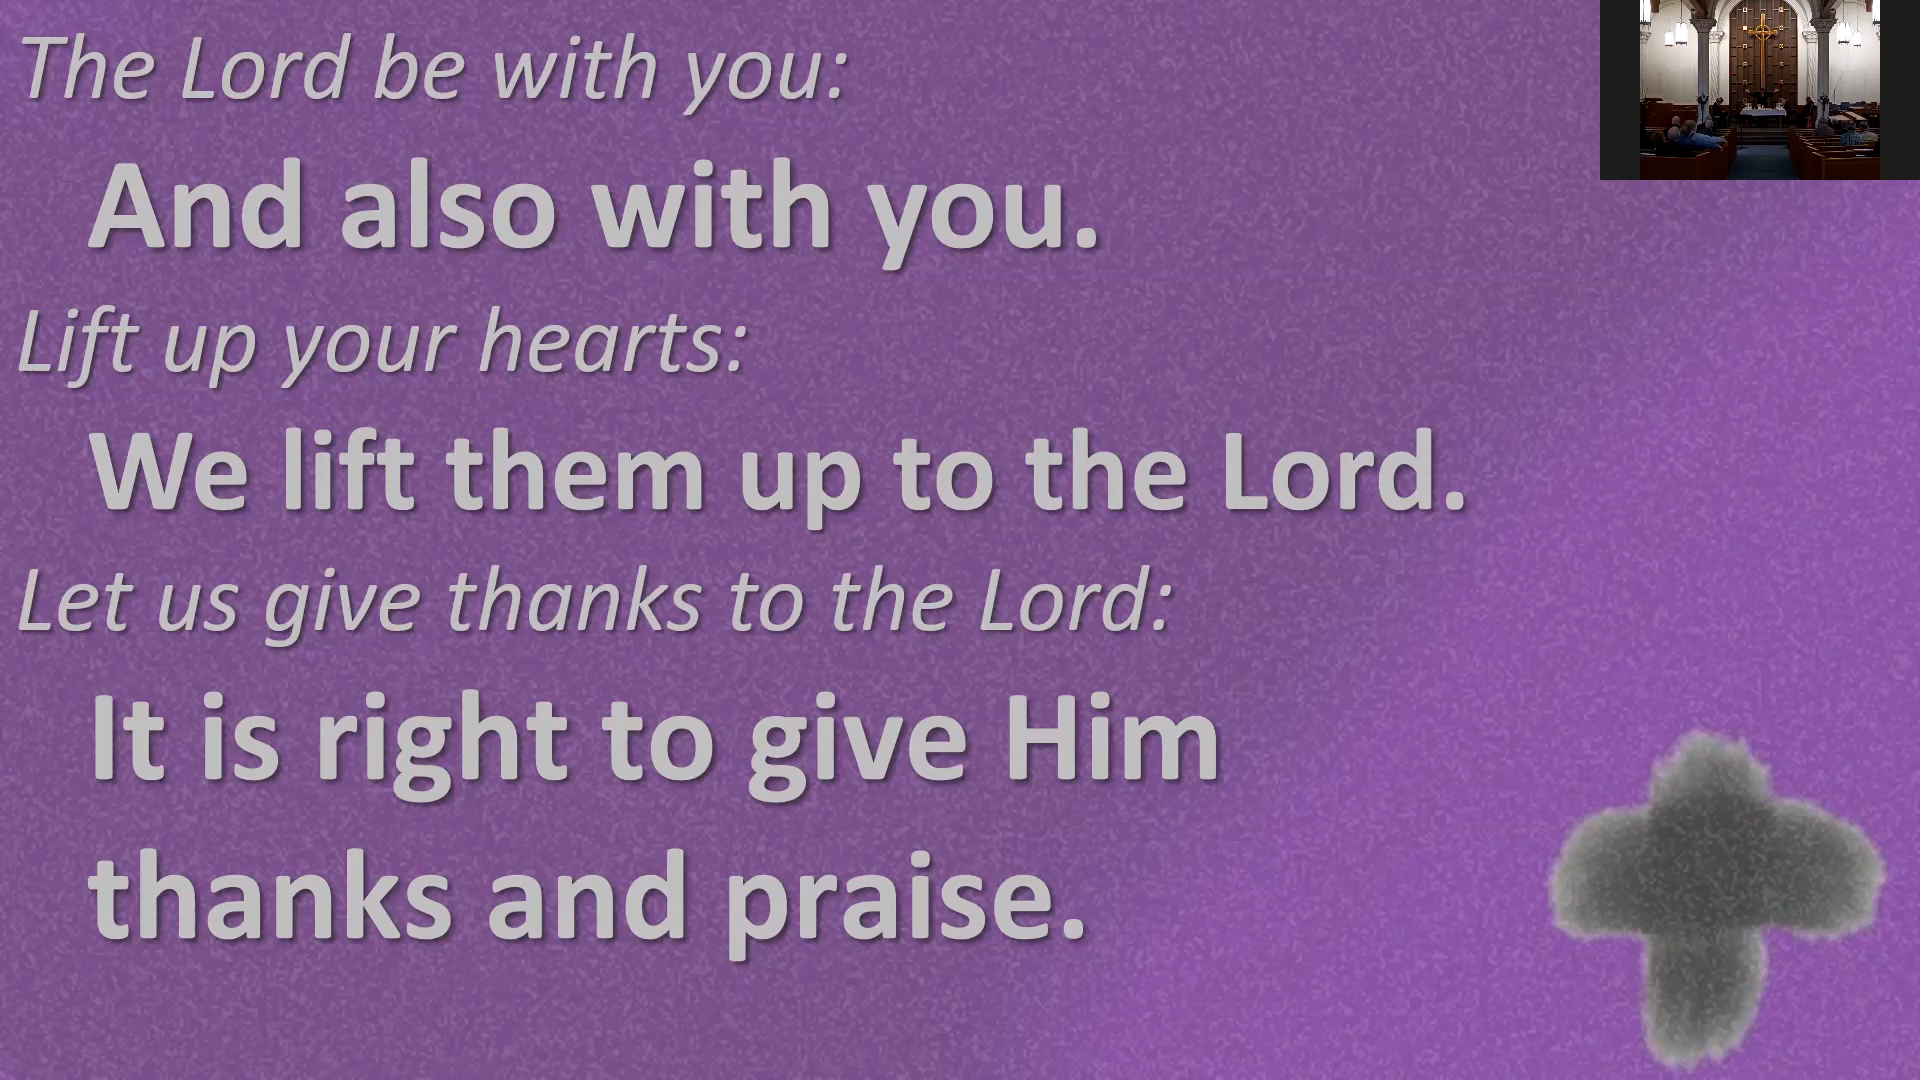 The Lord be with you:
And also with you.
Lift up your hearts:
We lift them up to the Lord.
Let us give thanks to the Lord:
It is right to give Him
thanks and praise.